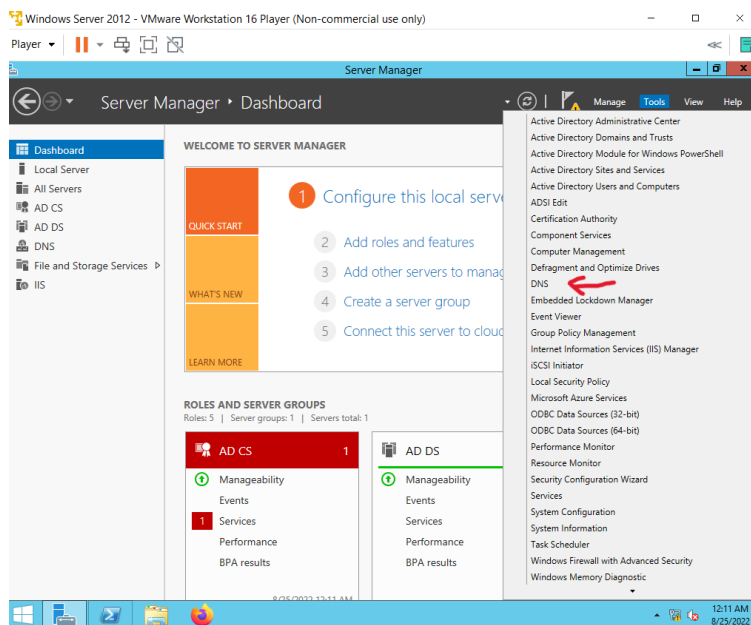 Windows Server 2012 - VMware Workstation 16 Player (Non-commercial use only)
Player
Server Manager
Server Manager • Dashboard
Manage Tools View Help
Dashboard
Local Server
All Servers
AD CS
AD DS
DNS
File and Storage Services
IIS
WELCOME TO SERVER MANAGER
QUICK START
WHAT'S NEW
LEARN MORE
1 Configure this local serve
2 Add roles and features
3 Add other servers to manag
4 Create a server group
5 Connect this server to cloud
ROLES AND SERVER GROUPS
Roles: 5 | Server groups: 1 | Servers total: 1
AD CS 1
Manageability
Events
1 Services
Performance
BPA results
8/25/2022 12:11 AM
AD DS
Manageability
Events
Services
Performance
BPA results
Active Directory Administrative Center
Active Directory Domains and Trusts
Active Directory Module for Windows PowerShell
Active Directory Sites and Services
Active Directory Users and Computers
ADSI Edit
Certification Authority
Component Services
Computer Management
Defragment and Optimize Drives
DNS
Embedded Lockdown Manager
Event Viewer
Group Policy Management
Internet Information Services (IIS) Manager
iSCSI Initiator
Local Security Policy
Microsoft Azure Services
ODBC Data Sources (32-bit)
ODBC Data Sources (64-bit)
Performance Monitor
Resource Monitor
Security Configuration Wizard
Services
System Configuration
System Information
Task Scheduler
Windows Firewall with Advanced Security
Windows Memory Diagnostic
12:11 AM
8/25/2022